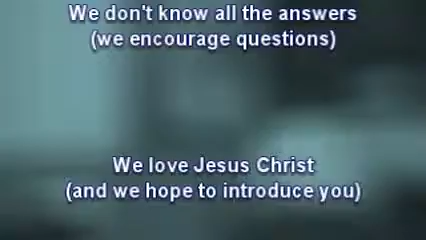 We don't know all the answers
(we encourage questions)
We love Jesus Christ
(and we hope to introduce you)